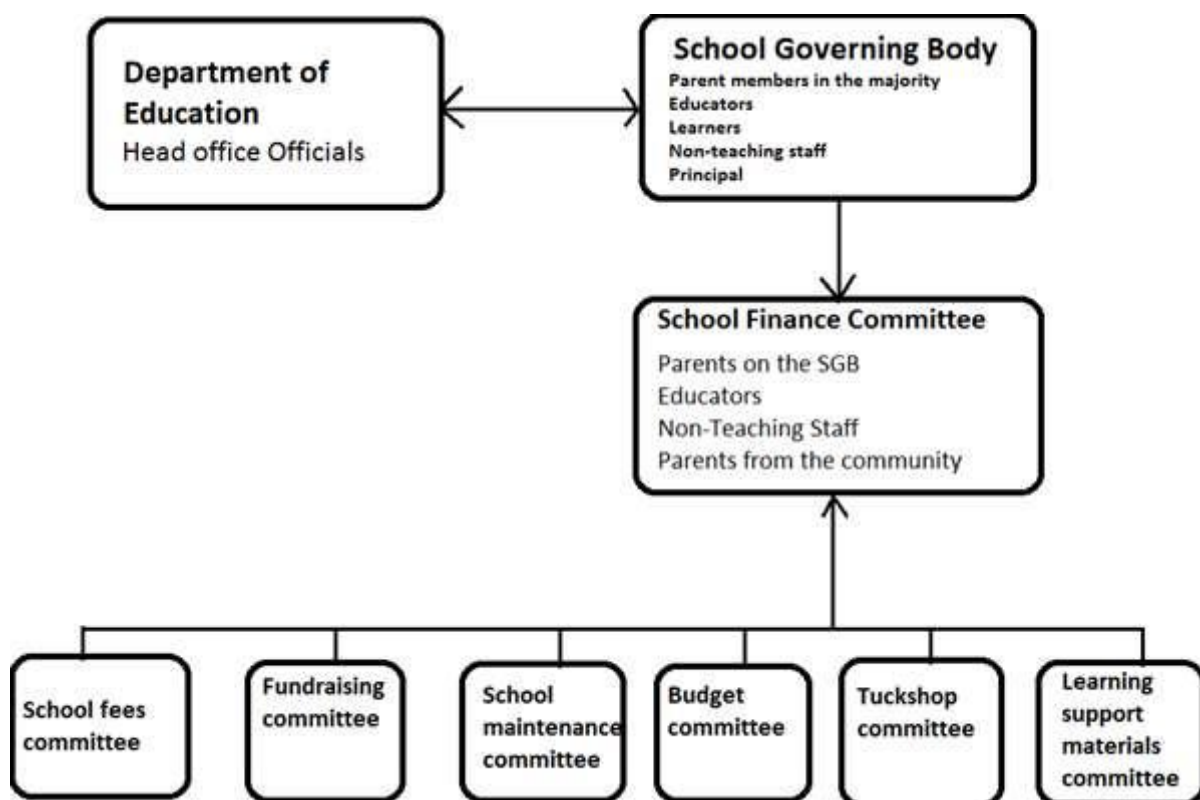 Department of
Education
Head office Officials
School Governing Body
Parent members in the majority
Educators
Learners
Non-teaching staff
Principal
School Finance Committee
Parents on the SGB
Educators
Non-Teaching Staff
Parents from the community
School fees
committee
Fundraising
committee
School
maintenance
committee
Budget
committee
Tuckshop
committee
Learning
support
materials
committee